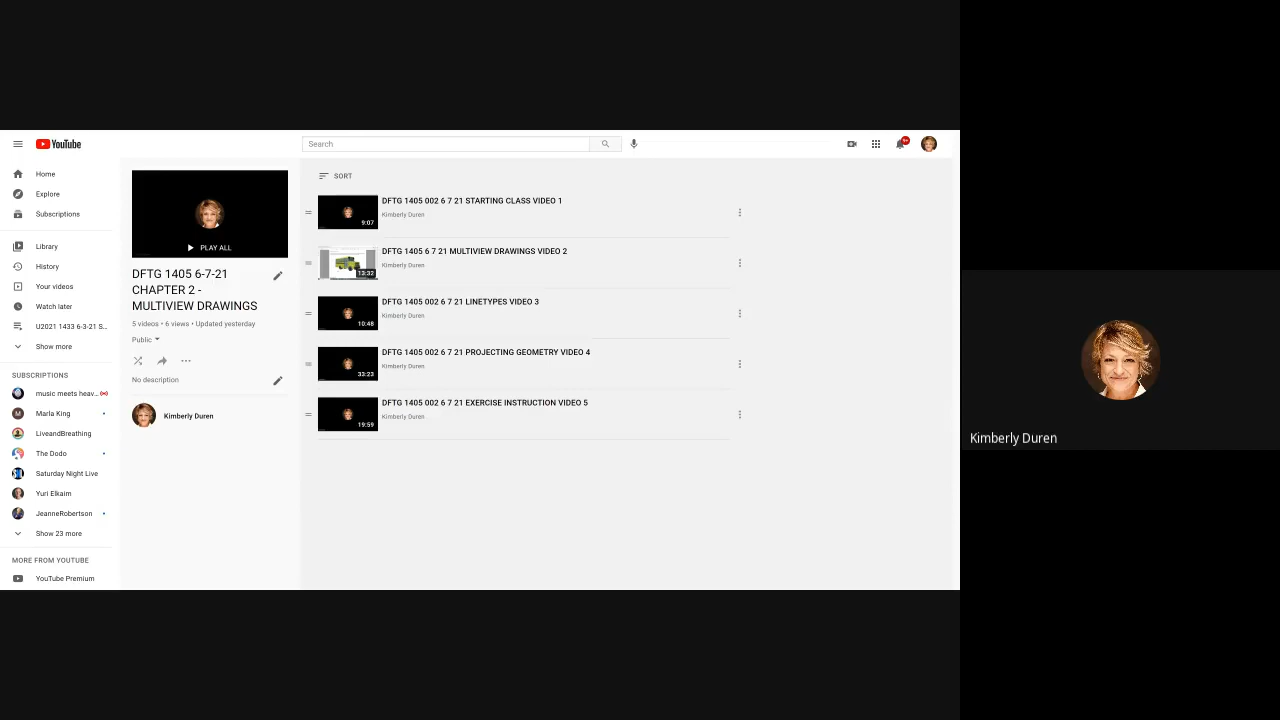 YouTube
Search
9+
Home
Explore
Subscriptions
Library
History
Your videos
Watch later
U2021 1433 6-3-21 S...
Show more
SUBSCRIPTIONS
music meets heav...
Marla King
LiveandBreathing
The Dodo
Saturday Night Live
Yuri Elkaim
JeanneRobertson
Show 23 more
MORE FROM YOUTUBE
YouTube Premium
PLAY ALL
DFTG 1405 6-7-21
CHAPTER 2 -
MULTIVIEW DRAWINGS
5 videos • 6 views • Updated yesterday
Public
No description
Kimberly Duren
SORT
DFTG 1405 002 6 7 21 STARTING CLASS VIDEO 1
Kimberly Duren
9:07
DFTG 1405 6 7 21 MULTIVIEW DRAWINGS VIDEO 2
Kimberly Duren
13:32
DFTG 1405 002 6 7 21 LINETYPES VIDEO 3
Kimberly Duren
10:48
DFTG 1405 002 6 7 21 PROJECTING GEOMETRY VIDEO 4
Kimberly Duren
33:23
DFTG 1405 002 6 7 21 EXERCISE INSTRUCTION VIDEO 5
Kimberly Duren
19:59
Kimberly Duren